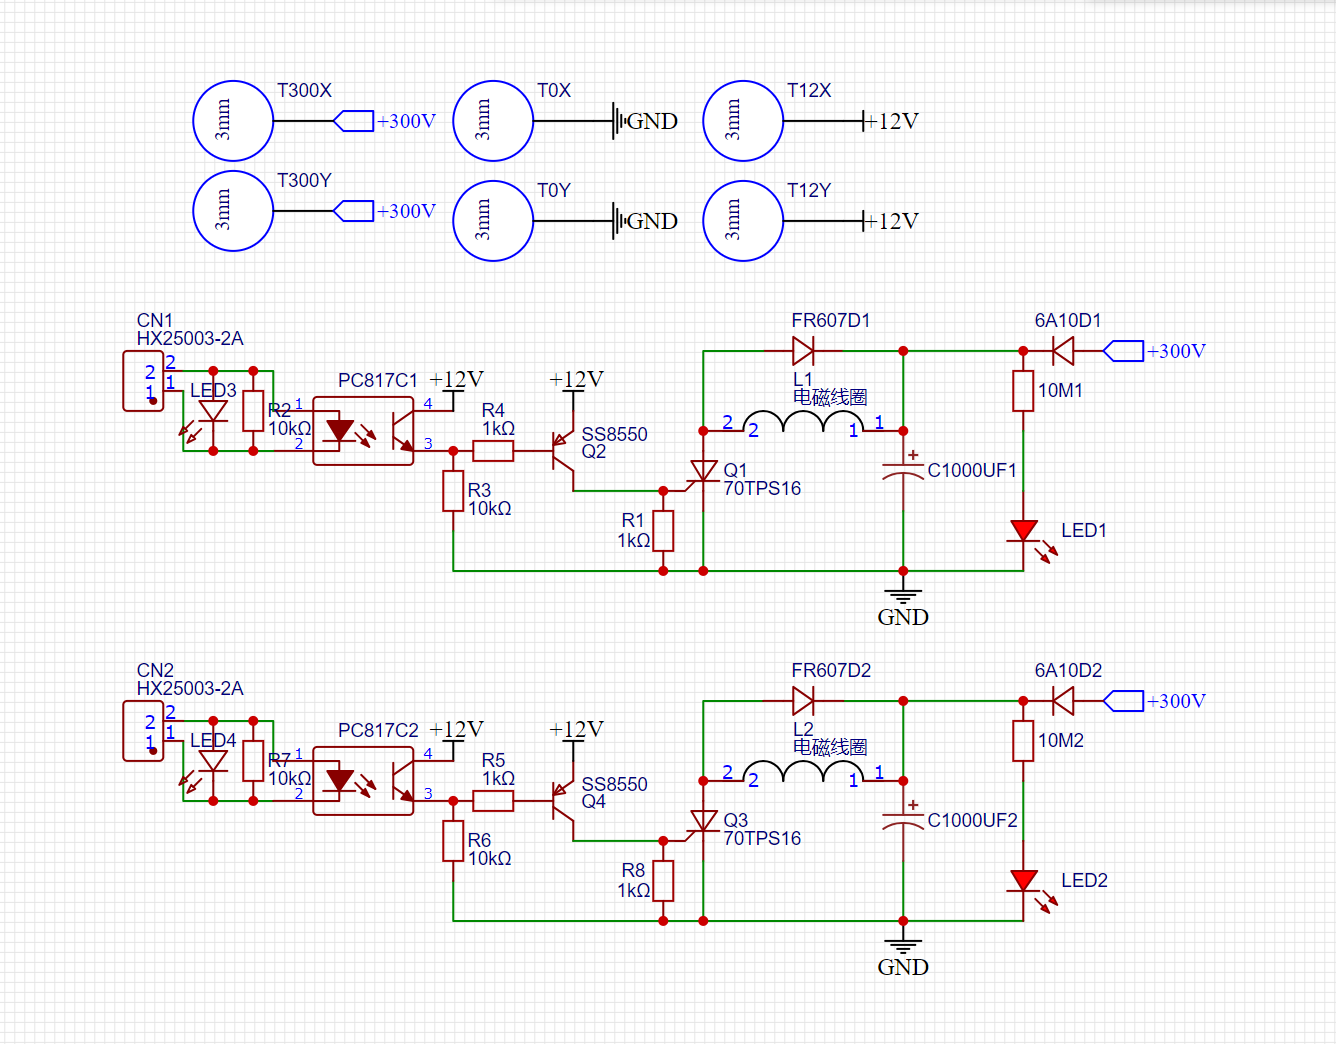 T300X
3mm
+300V
T0X
3mm
GND
T12X
3mm
+12V
T300Y
3mm
+300V
T0Y
3mm
GND
T12Y
3mm
+12V
CN1
HX25003-2A
2
2
1
1
LED3
R2
10kΩ
PC817C1
1
2
4
3
+12V
R4
1kΩ
+12V
SS8550
Q2
R3
10kΩ
R1
1kΩ
FR607D1
L1
电磁线圈
2
2
1
1
Q1
70TPS16
C1000UF1
6A10D1
+300V
10M1
LED1
GND
CN2
HX25003-2A
2
2
1
1
LED4
R7
10kΩ
PC817C2
1
2
4
3
+12V
R5
1kΩ
+12V
SS8550
Q4
R6
10kΩ
R8
1kΩ
FR607D2
L2
电磁线圈
2
2
1
1
Q3
70TPS16
C1000UF2
6A10D2
+300V
10M2
LED2
GND